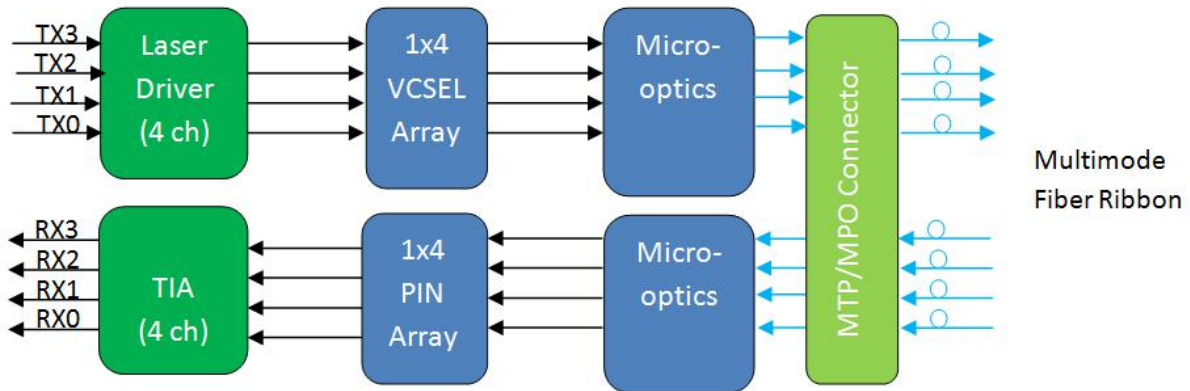 TX3
TX2
TX1
TX0
Laser
Driver
(4 ch)
1x4
VCSEL
Array
Micro-
optics
MTP/MPO Connector
Multimode
Fiber Ribbon
RX3
RX2
RX1
RX0
TIA
(4 ch)
1x4
PIN
Array
Micro-
optics